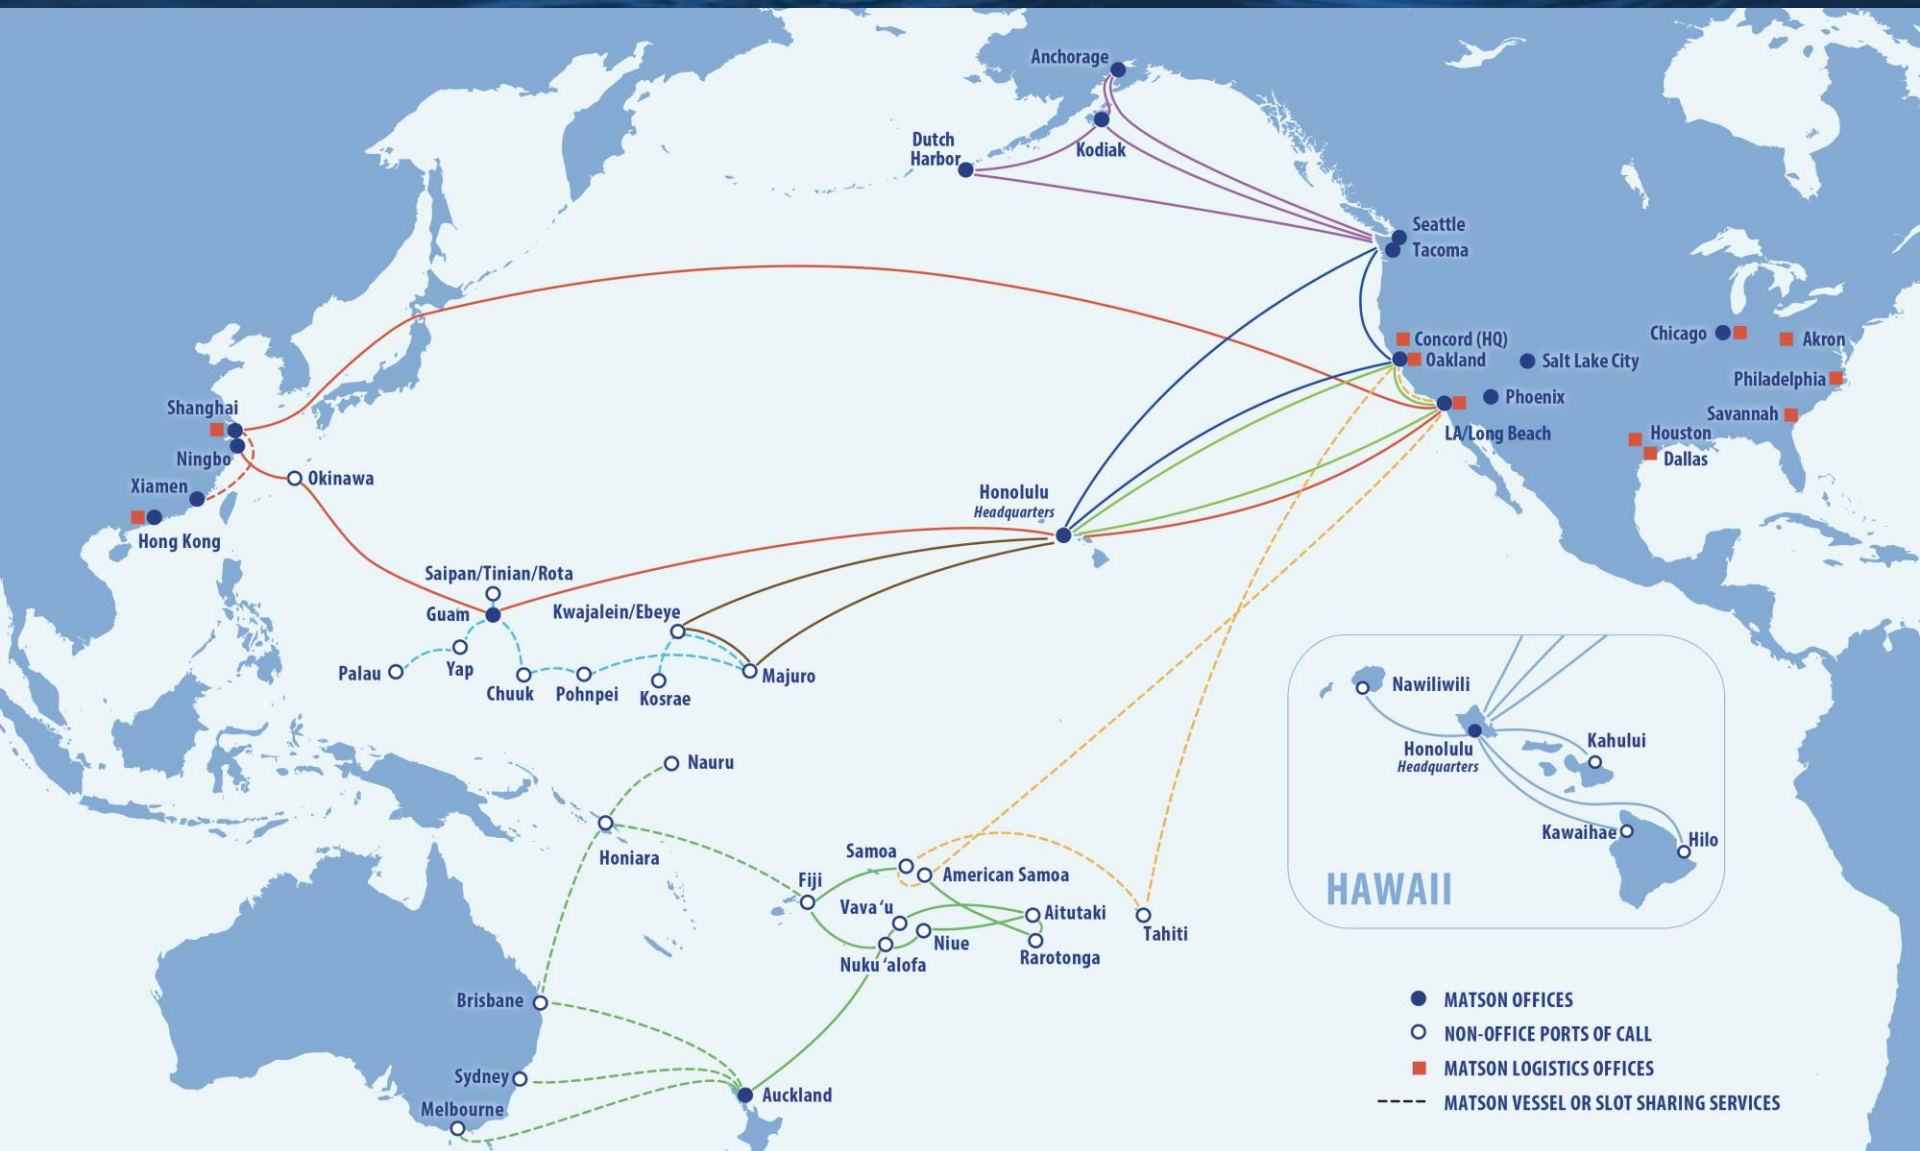 Anchorage
Dutch
Harbor
Kodiak
Seattle
Tacoma
Concord (HQ)
Oakland
Salt Lake City
Phoenix
LA/Long Beach
Chicago
Akron
Philadelphia
Savannah
Houston
Dallas
Shanghai
Ningbo
Okinawa
Xiamen
Hong Kong
Honolulu
Headquarters
Saipan/Tinian/Rota
Guam
Kwajalein/Ebeye
Palau
Yap
Chuuk
Pohnpei
Kosrae
Majuro
Nauru
Honiara
Samoa
American Samoa
Fiji
Vava ‘u
Aitutaki
Niue
Nuku ‘alofa
Rarotonga
Tahiti
Brisbane
Sydney
Melbourne
Auckland
Nawiliwili
Honolulu
Headquarters
Kahului
Kawaihae
Hilo
HAWAII
MATSON OFFICES
NON-OFFICE PORTS OF CALL
MATSON LOGISTICS OFFICES
MATSON VESSEL OR SLOT SHARING SERVICES